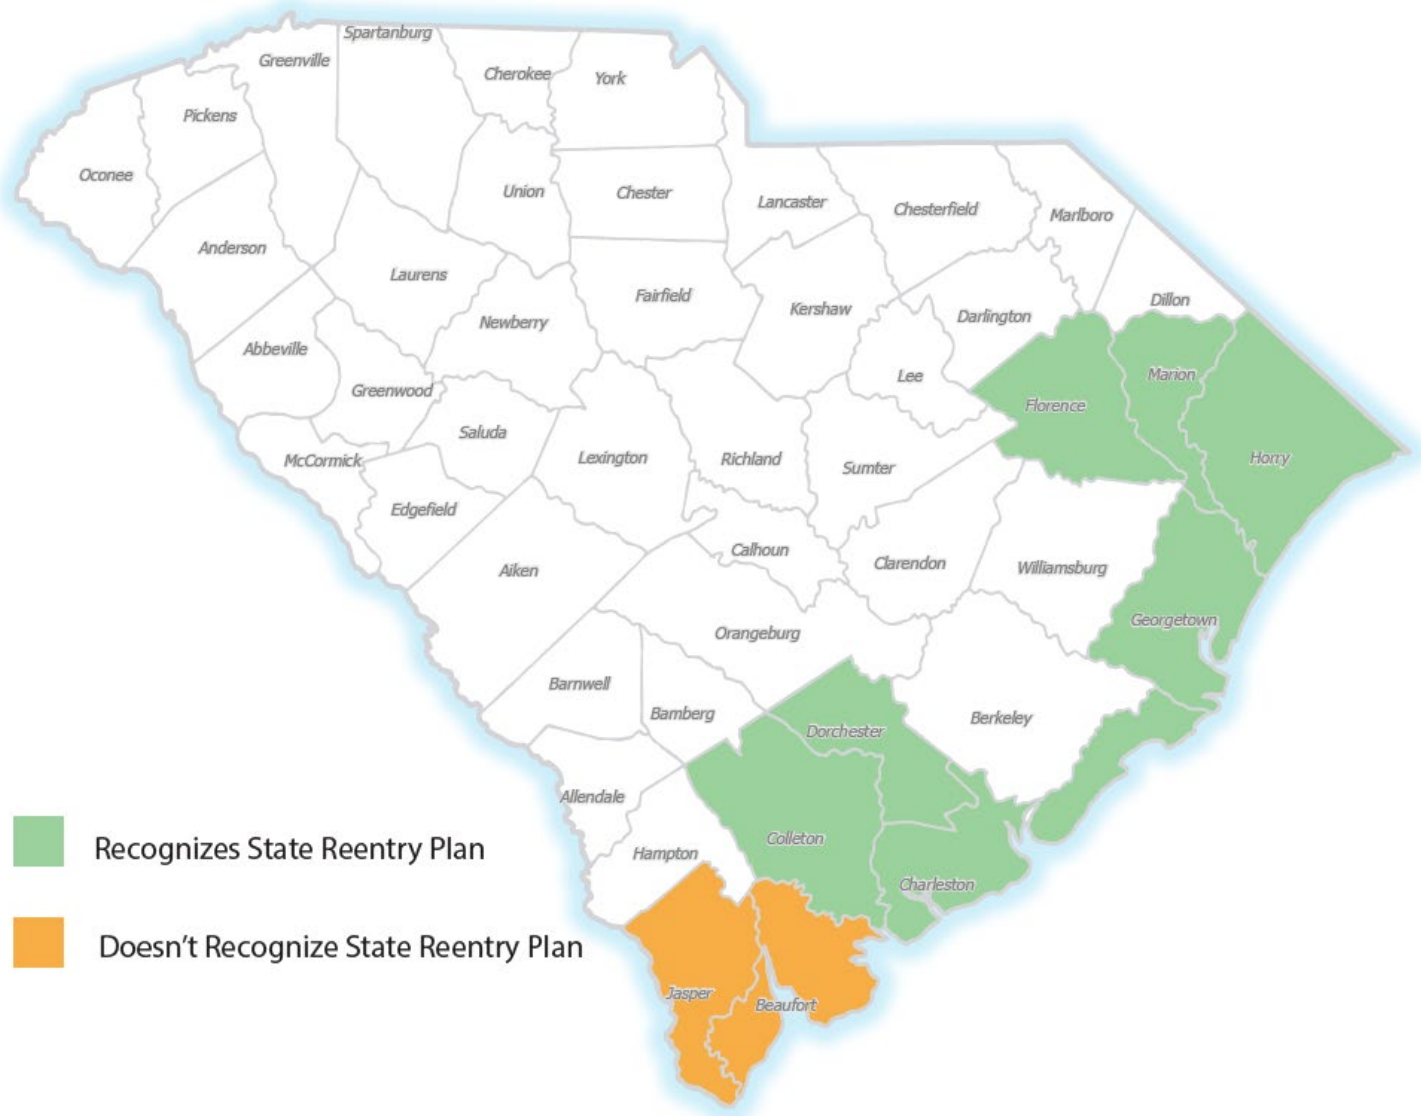 Spartanburg
Greenville
Cherokee
York
Pickens
Oconee
Union
Chester
Lancaster
Chesterfield
Marlboro
Anderson
Laurens
Fairfield
Kershaw
Darlington
Dillon
Newberry
Abbeville
Greenwood
Lee
Marion
Florence
Saluda
McCormick
Lexington
Richland
Sumter
Horry
Edgefield
Aiken
Calhoun
Clarendon
Williamsburg
Orangeburg
Georgetown
Barnwell
Bamberg
Berkeley
Dorchester
Allendale
Colleton
Hampton
Charleston
Jasper
Beaufort
Recognizes State Reentry Plan
Doesn't Recognize State Reentry Plan